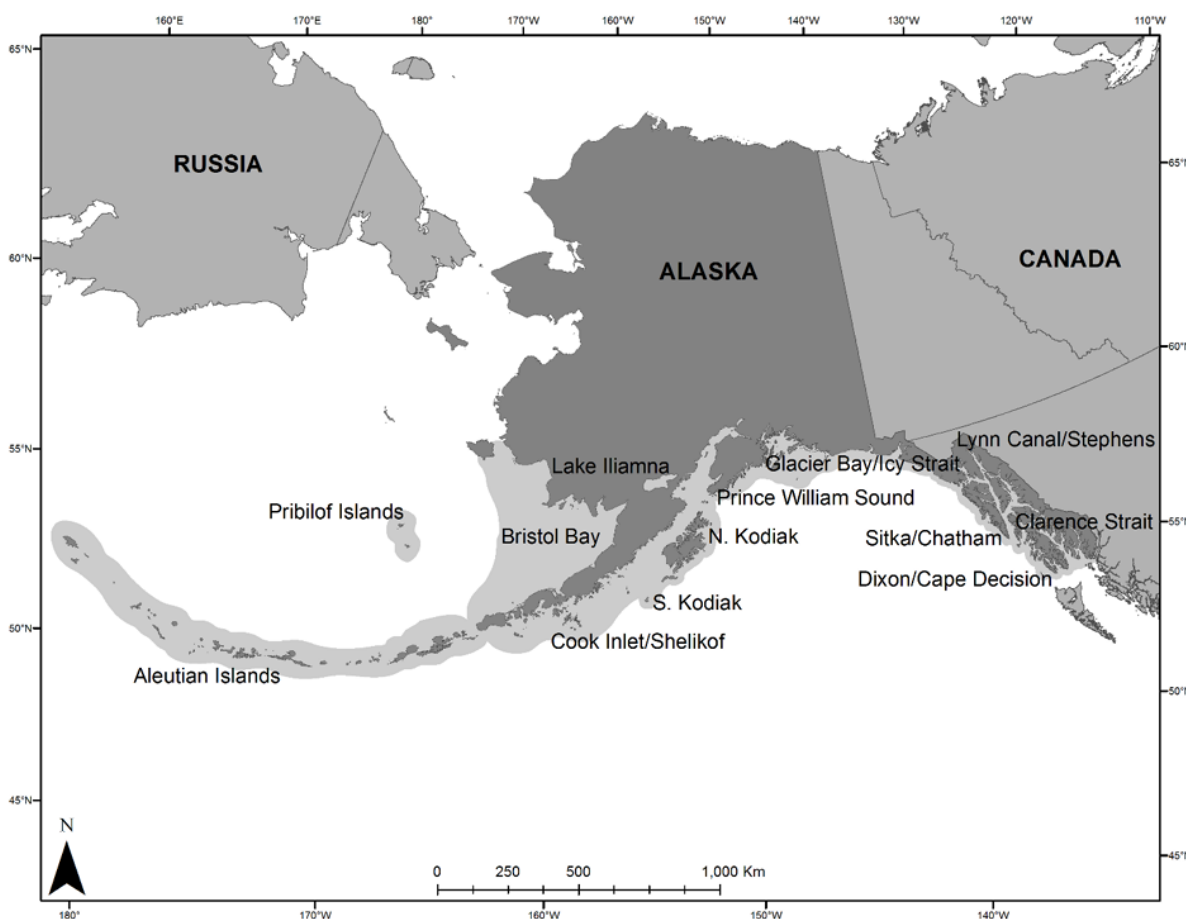 160°E 170°E 180° 170°W 160°W 150°W 140°W 130°W 120°W 110°W
65°N
RUSSIA
65°N
60°N
ALASKA
CANADA
60°N
55°N
Lynn Canal/Stephens
Lake Iliamna
Glacier Bay/Icy Strait
Prince William Sound
Pribilof Islands
55°N
Clarence Strait
Bristol Bay
N. Kodiak
Sitka/Chatham
Dixon/Cape Decision
S. Kodiak
50°N
Cook Inlet/Shelikof
Aleutian Islands
50°N
45°N
N
45°N
0 250 500 1,000 Km
180° 170°W 160°W 150°W 140°W